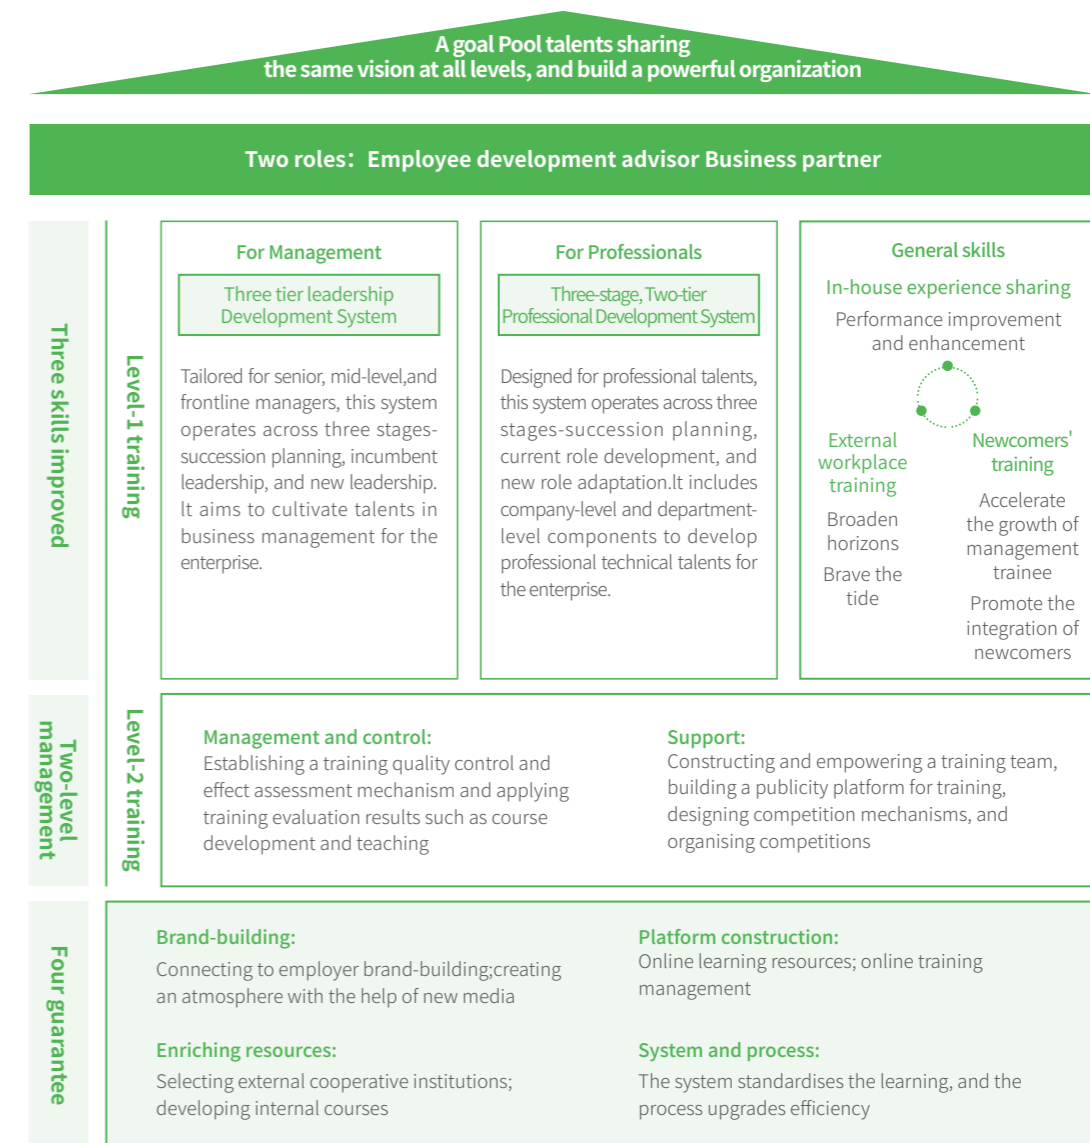 A goal Pool talents sharing
the same vision at all levels, and build a powerful organization
Two roles：Employee development advisor Business partner
Three skills improved
Level-1 training
For Management
Three tier leadership
Development System
Tailored for senior, mid-level,and
frontline managers, this system
operates across three stages-
succession planning, incumbent
leadership, and new leadership.
It aims to cultivate talents in
business management for the
enterprise.
For Professionals
Three-stage, Two-tier
Professional Development System
Designed for professional talents,
this system operates across three
stages-succession planning,
current role development, and
new role adaptation.It includes
company-level and department-
level components to develop
professional technical talents for
the enterprise.
General skills
In-house experience sharing
Performance improvement
and enhancement
External
workplace
training
Broaden
horizons
Brave the
tide
Newcomers'
training
Accelerate
the growth of
management
trainee
Promote the
integration of
newcomers
Two-level
management
Level-2 training
Management and control:
Establishing a training quality control and
effect assessment mechanism and applying
training evaluation results such as course
development and teaching
Support:
Constructing and empowering a training team,
building a publicity platform for training,
designing competition mechanisms, and
organising competitions
Four guarantee
Brand-building:
Connecting to employer brand-building;creating
an atmosphere with the help of new media
Platform construction:
Online learning resources; online training
management
Enriching resources:
Selecting external cooperative institutions;
developing internal courses
System and process:
The system standardises the learning, and the
process upgrades efficiency